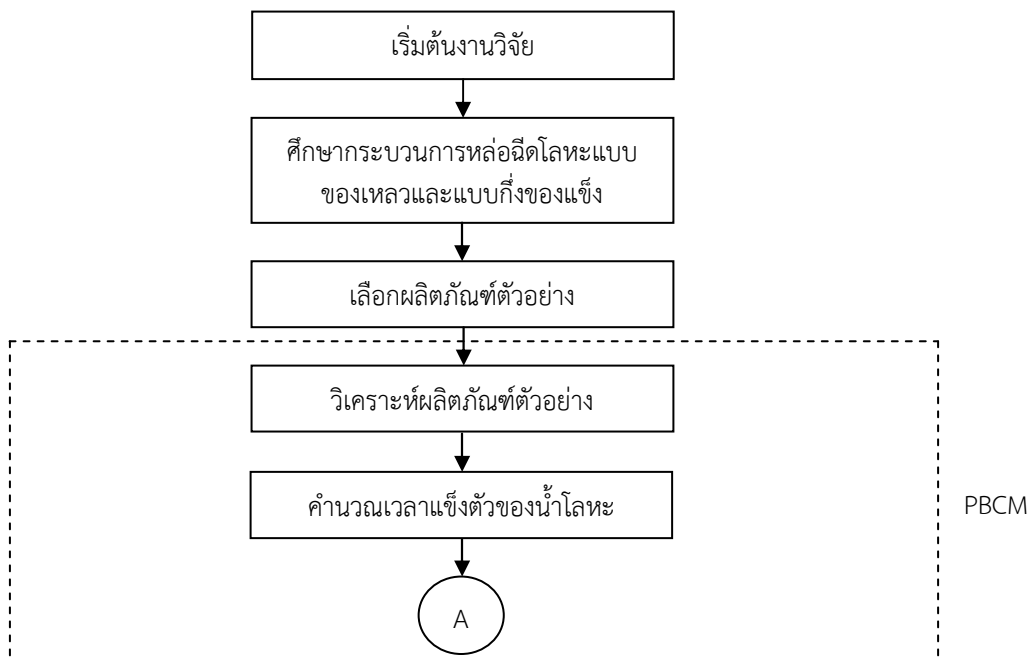 เริ่มต้นงานวิจัย
ศึกษากระบวนการหล่อฉีดโลหะแบบ
ของเหลวและแบบกึ่งของแข็ง
เลือกผลิตภัณฑ์ตัวอย่าง
วิเคราะห์ผลิตภัณฑ์ตัวอย่าง
คำนวณเวลาแข็งตัวของน้ำโลหะ
PBCM
A